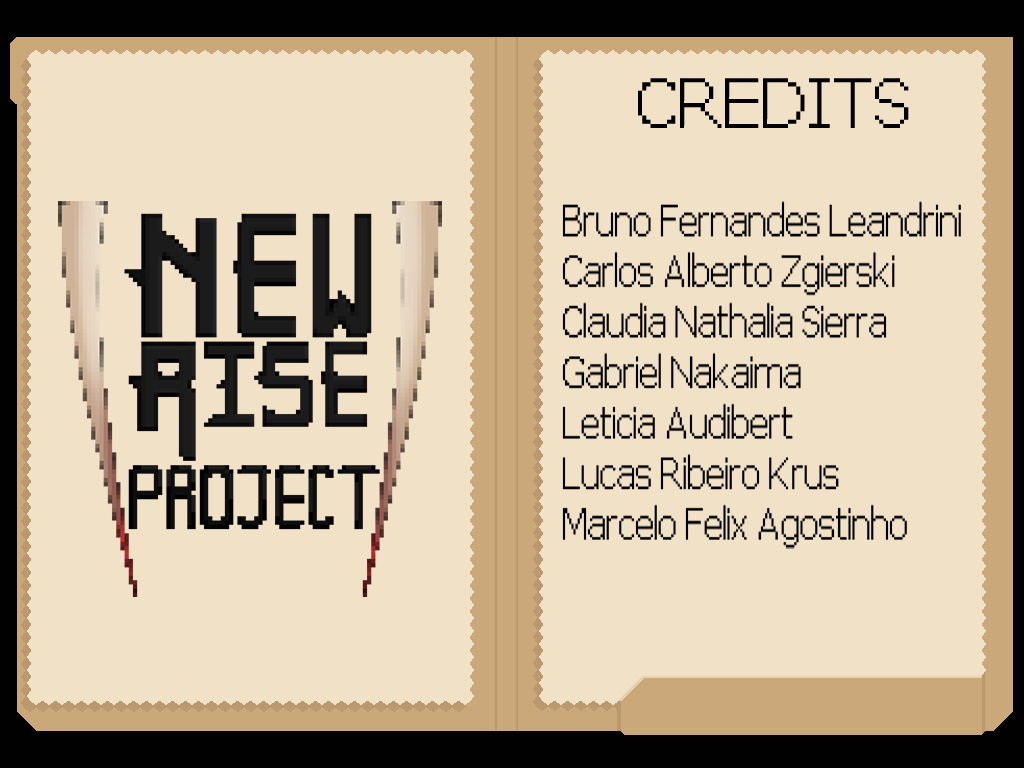 NEW
RISE
PROJECT
CREDITS
Bruno Fernandes Leandrini
Carlos Alberto Zgierski
Claudia Nathalia Sierra
Gabriel Nakaima
Leticia Audibert
Lucas Ribeiro Krus
Marcelo Felix Agostinho